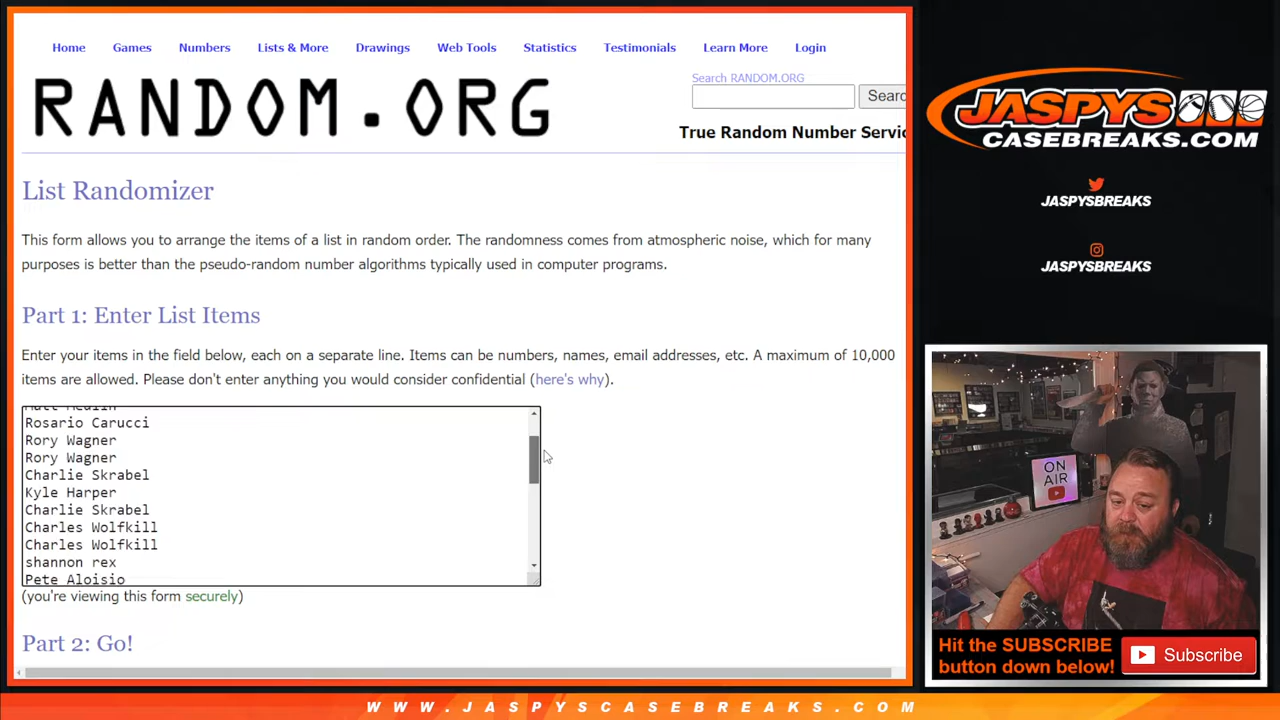 Home Games Numbers Lists & More Drawings Web Tools Statistics Testimonials Learn More Login
RANDOM.ORG
Search RANDOM.ORG
Searc
True Random Number Servic
List Randomizer
This form allows you to arrange the items of a list in random order. The randomness comes from atmospheric noise, which for many
purposes is better than the pseudo-random number algorithms typically used in computer programs.
Part 1: Enter List Items
Enter your items in the field below, each on a separate line. Items can be numbers, names, email addresses, etc. A maximum of 10,000
items are allowed. Please don't enter anything you would consider confidential (here's why).
Rosario Carucci
Rory Wagner
Rory Wagner
Charlie Skrabel
Kyle Harper
Charlie Skrabel
Charles Wolfkill
Charles Wolfkill
shannon rex
Pete Aloisio
(you're viewing this form securely)
Part 2: Go!
JASPYS
CASEBREAKS.COM
JASPYSBREAKS
JASPYSBREAKS
ON
AIR
Hit the SUBSCRIBE
button down below!
Subscribe
WWW.JASPYSCASEBREAKS.COM